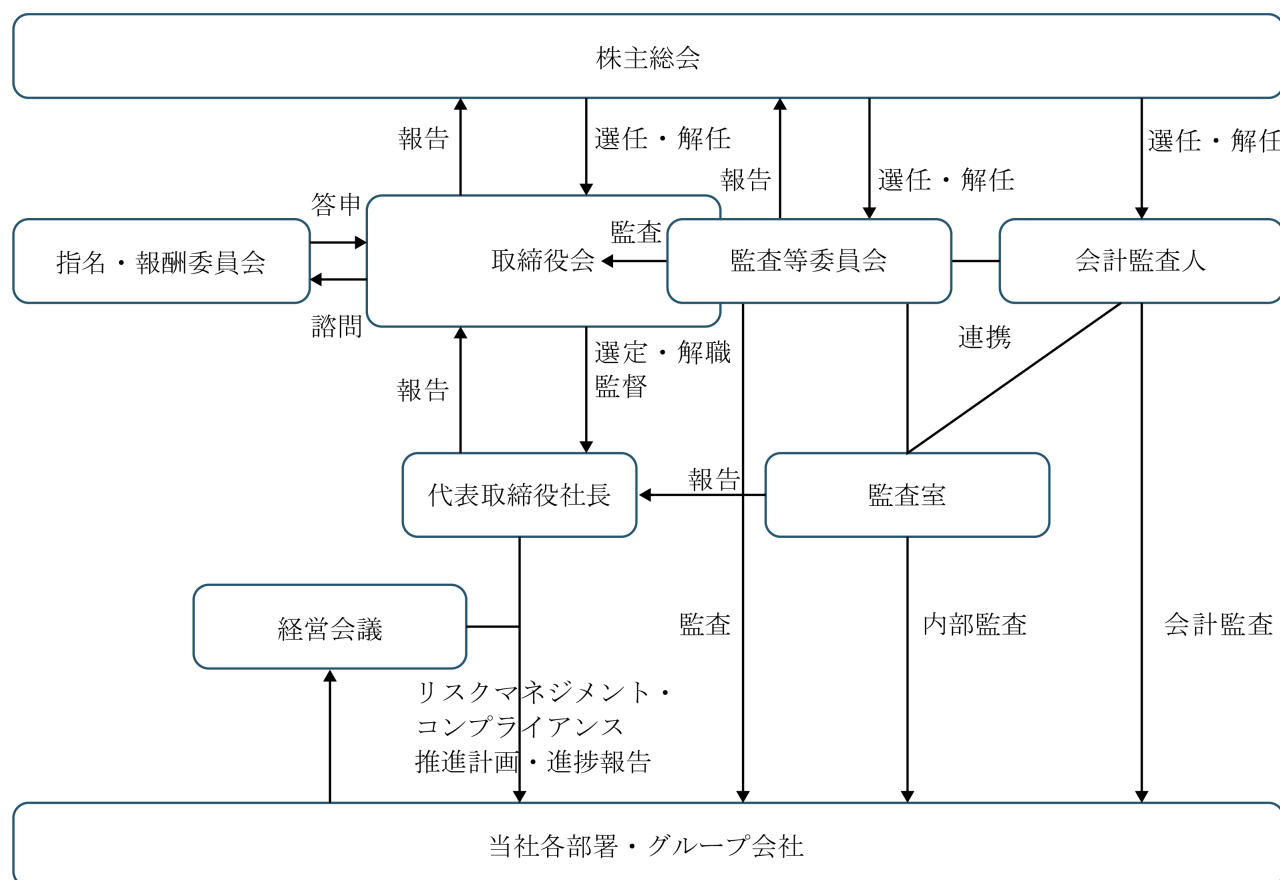 株主総会
報告
選任・解任
報告
選任・解任
選任・解任
答申
指名・報酬委員会
諮問
取締役会
監査
監査等委員会
会計監査人
連携
報告
選定・解職
監督
代表取締役社長
報告
監査室
経営会議
監査
内部監査
会計監査
リスクマネジメント・
コンプライアンス
推進計画・進捗報告
当社各部署・グループ会社